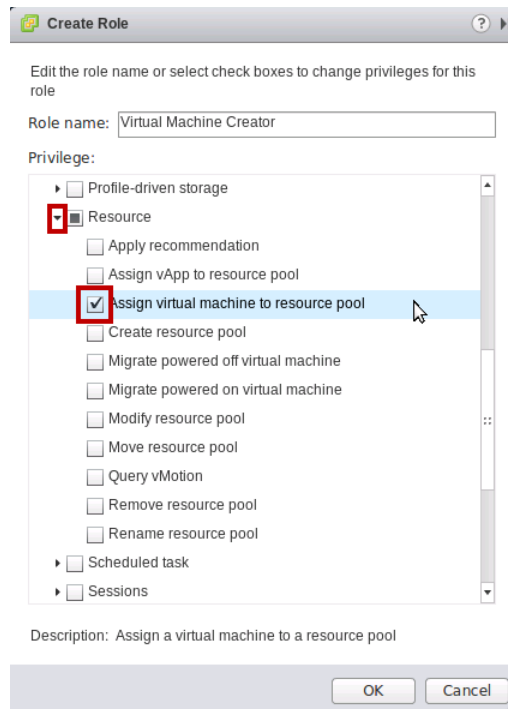 Create Role
?
Edit the role name or select check boxes to change privileges for this
role
Role name: Virtual Machine Creator
Privilege:
Profile-driven storage
Resource
Apply recommendation
Assign vApp to resource pool
Assign virtual machine to resource pool
Create resource pool
Migrate powered off virtual machine
Migrate powered on virtual machine
Modify resource pool
Move resource pool
Query vMotion
Remove resource pool
Rename resource pool
Scheduled task
Sessions
Description: Assign a virtual machine to a resource pool
OK Cancel